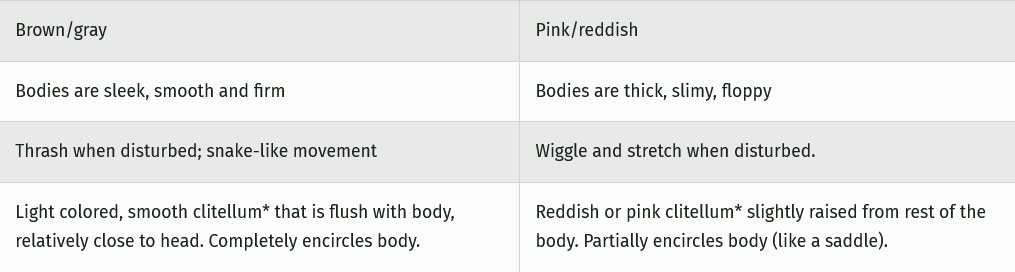 Brown/gray
Pink/reddish
Bodies are sleek, smooth and firm
Bodies are thick, slimy, floppy
Thrash when disturbed; snake-like movement
Wiggle and stretch when disturbed.
Light colored, smooth clitellum* that is flush with body,
relatively close to head. Completely encircles body.
Reddish or pink clitellum* slightly raised from rest of the
body. Partially encircles body (like a saddle).